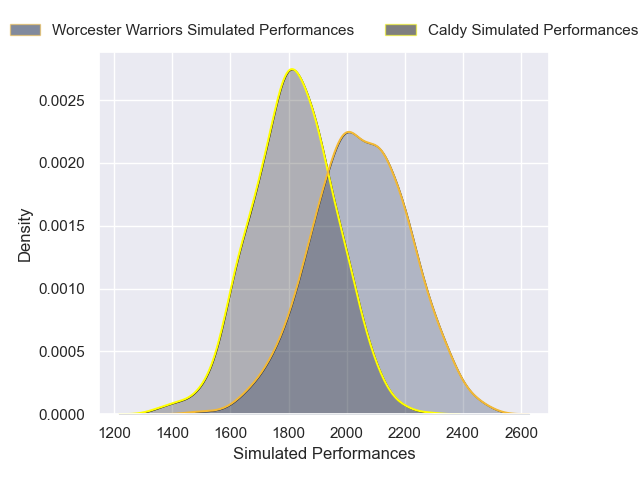 Worcester Warriors Simulated Performances Caldy Simulated Performances
0.0025
0.0020
0.0015
0.0010
0.0005
0.0000
Density
1200 1400 1600 1800 2000 2200 2400 2600
Simulated Performances